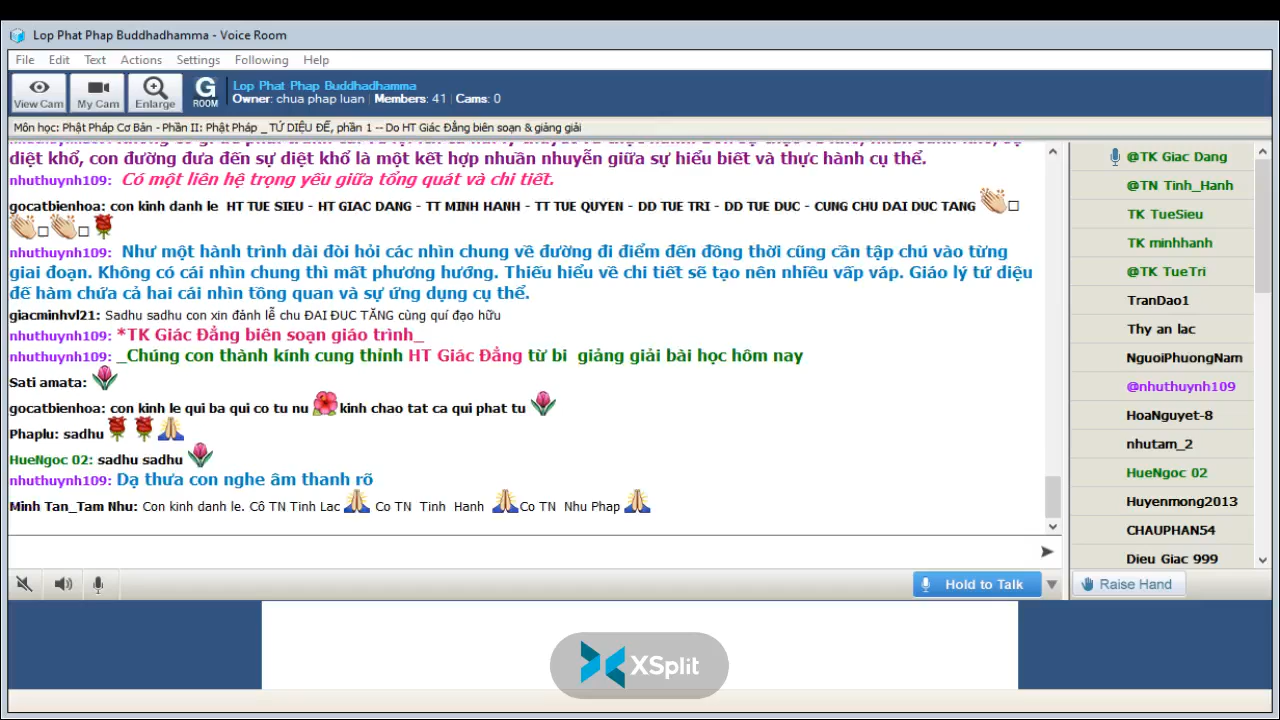 Lop Phat Phap Buddhadhamma - Voice Room
File Edit Text Actions Settings Following Help
View Cam My Cam Enlarge G ROOM
Lop Phat Phap Buddhadhamma
Owner: chua phap luan | Members: 41 | Cams: 0
Môn học: Phật Pháp Cơ Bản - Phần II: Phật Pháp _ TỨ DIỆU ĐẾ, phần 1 -- Do HT Giác Đẳng biên soạn & giảng giải
diệt khổ, con đường đưa đến sự diệt khổ là một kết hợp nhuần nhuyễn giữa sự hiểu biết và thực hành cụ thể.
nhuthuynh109: Có một liên hệ trọng yếu giữa tổng quát và chi tiết.
gocatbienhoa: con kinh danh le HT TUE SIEU - HT GIAC DANG - TT MINH HANH - TT TUE QUYEN - DD TUE TRI - DD TUE DUC - CUNG CHU DAI DUC TANG
nhuthuynh109: Như một hành trình dài đòi hỏi các nhìn chung về đường đi điểm đến đồng thời cũng cần tập chú vào từng
giai đoạn. Không có cái nhìn chung thì mất phương hướng. Thiếu hiểu về chi tiết sẽ tạo nên nhiều vấp váp. Giáo lý tứ diệu
đế hàm chứa cả hai cái nhìn tổng quan và sự ứng dụng cụ thể.
giacminhvl21: Sadhu sadhu con xin đảnh lễ chu ĐAI ĐUC TĂNG cùng quí đạo hữu
nhuthuynh109: *TK Giác Đẳng biên soạn giáo trình_
nhuthuynh109: _Chúng con thành kính cung thỉnh HT Giác Đẳng từ bi giảng giải bài học hôm nay
Sati amata:
gocatbienhoa: con kinh le qui ba qui co tu nu kinh chao tat ca qui phat tu
Phaplu: sadhu
HueNgoc 02: sadhu sadhu
nhuthuynh109: Dạ thưa con nghe âm thanh rõ
Minh Tan_Tam Nhu: Con kinh danh le. Cô TN Tinh Lac Co TN Tinh Hanh Co TN Nhu Phap
@TK Giac Dang
@TN Tinh_Hanh
TK TueSieu
TK minhhanh
@TK TueTri
TranDao1
Thy an lac
NguoiPhuongNam
@nhuthuynh109
HoaNguyet-8
nhutam_2
HueNgoc 02
Huyenmong2013
CHAUPHAN54
Dieu Giac 999
Hold to Talk
Raise Hand
XSplit